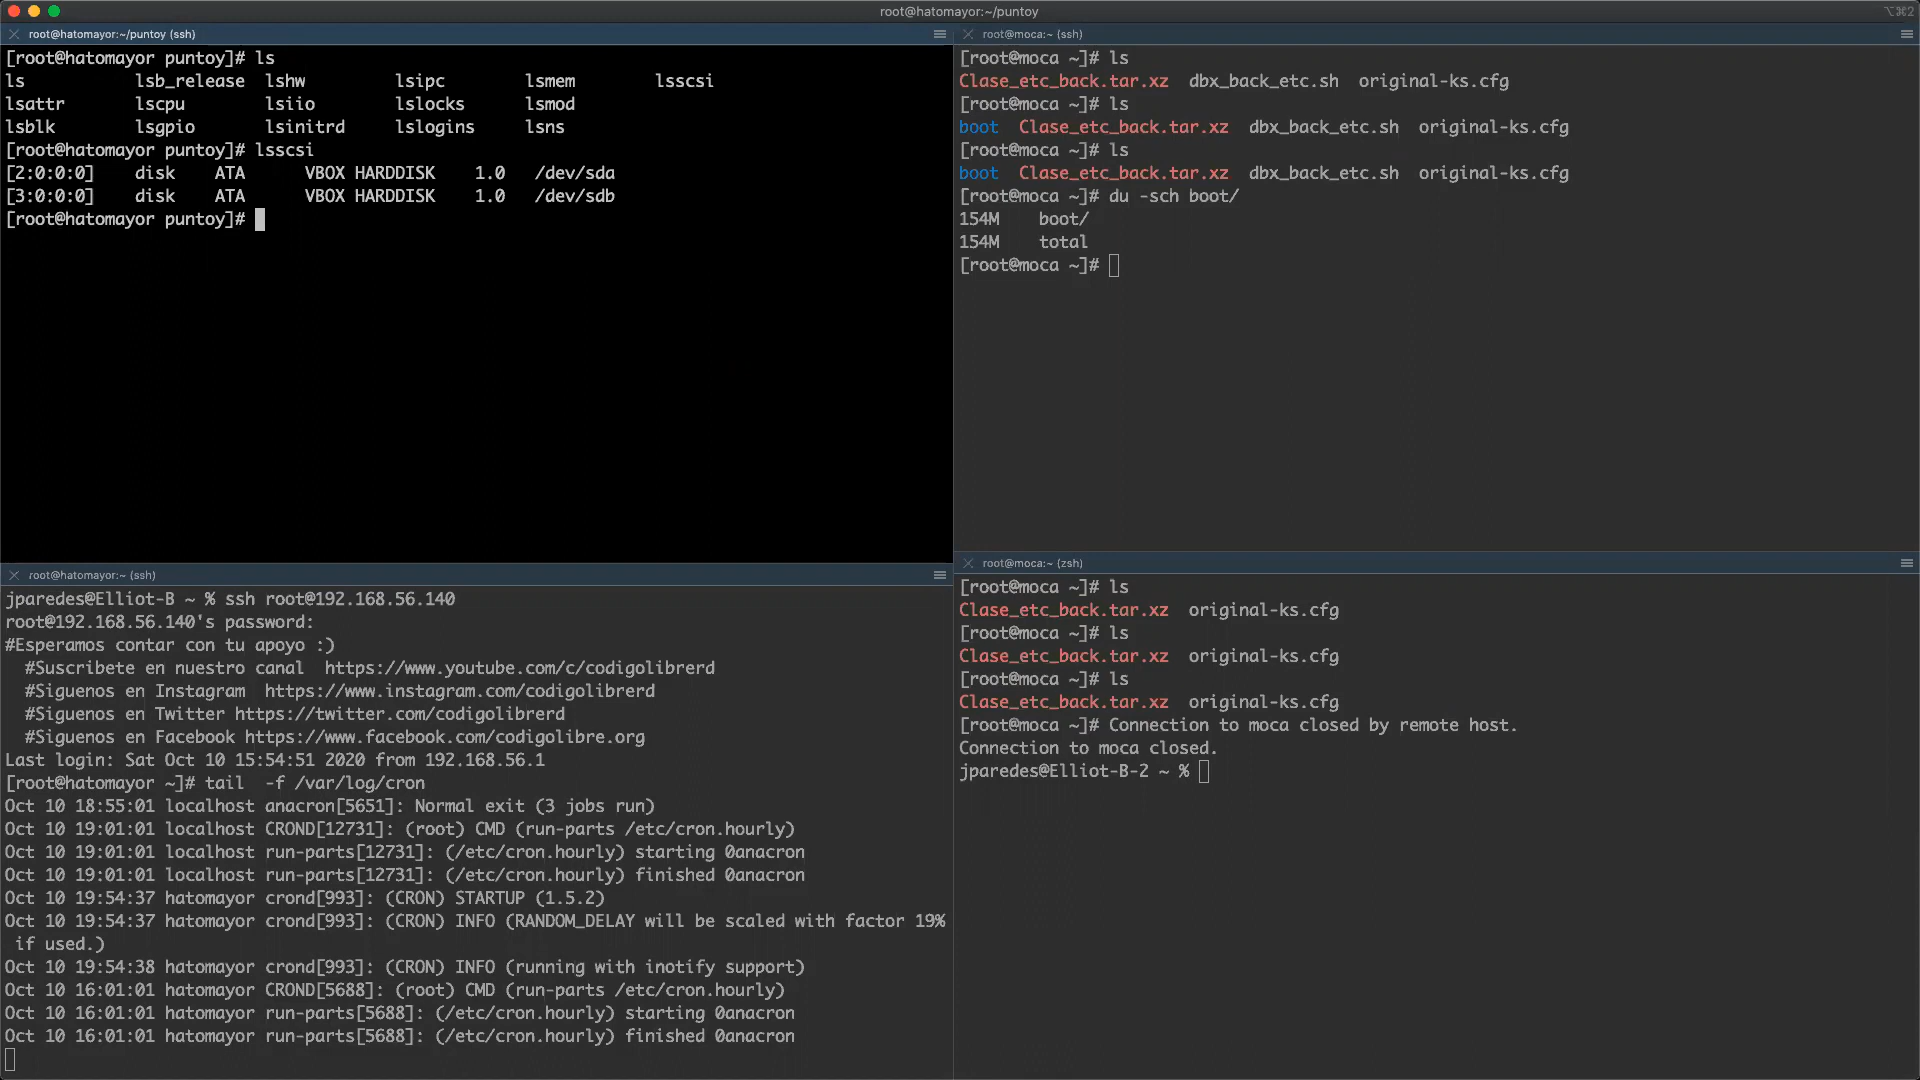 root@hatomayor:~/puntoy
⌥⌘2
root@hatomayor:~/puntoy (ssh)
[root@hatomayor puntoy]# ls
ls lsb_release lshw lsipc lsmem lsscsi
lsattr lscpu lsiio lslocks lsmod
lsblk lsgpio lsinitrd lslogins lsns
[root@hatomayor puntoy]# lsscsi
[2:0:0:0] disk ATA VBOX HARDDISK 1.0 /dev/sda
[3:0:0:0] disk ATA VBOX HARDDISK 1.0 /dev/sdb
[root@hatomayor puntoy]#
root@moca:~ (ssh)
[root@moca ~]# ls
Clase_etc_back.tar.xz dbx_back_etc.sh original-ks.cfg
[root@moca ~]# ls
boot Clase_etc_back.tar.xz dbx_back_etc.sh original-ks.cfg
[root@moca ~]# ls
boot Clase_etc_back.tar.xz dbx_back_etc.sh original-ks.cfg
[root@moca ~]# du -sch boot/
154M boot/
154M total
[root@moca ~]#
root@hatomayor:~ (ssh)
jparedes@Elliot-B ~ % ssh root@192.168.56.140
root@192.168.56.140's password:
#Esperamos contar con tu apoyo :)
#Suscribete en nuestro canal https://www.youtube.com/c/codigolibrerd
#Siguenos en Instagram https://www.instagram.com/codigolibrerd
#Siguenos en Twitter https://twitter.com/codigolibrerd
#Siguenos en Facebook https://www.facebook.com/codigolibre.org
Last login: Sat Oct 10 15:54:51 2020 from 192.168.56.1
[root@hatomayor ~]# tail -f /var/log/cron
Oct 10 18:55:01 localhost anacron[5651]: Normal exit (3 jobs run)
Oct 10 19:01:01 localhost CROND[12731]: (root) CMD (run-parts /etc/cron.hourly)
Oct 10 19:01:01 localhost run-parts[12731]: (/etc/cron.hourly) starting 0anacron
Oct 10 19:01:01 localhost run-parts[12731]: (/etc/cron.hourly) finished 0anacron
Oct 10 19:54:37 hatomayor crond[993]: (CRON) STARTUP (1.5.2)
Oct 10 19:54:37 hatomayor crond[993]: (CRON) INFO (RANDOM_DELAY will be scaled with factor 19%
if used.)
Oct 10 19:54:38 hatomayor crond[993]: (CRON) INFO (running with inotify support)
Oct 10 16:01:01 hatomayor CROND[5688]: (root) CMD (run-parts /etc/cron.hourly)
Oct 10 16:01:01 hatomayor run-parts[5688]: (/etc/cron.hourly) starting 0anacron
Oct 10 16:01:01 hatomayor run-parts[5688]: (/etc/cron.hourly) finished 0anacron
root@moca:~ (zsh)
[root@moca ~]# ls
Clase_etc_back.tar.xz original-ks.cfg
[root@moca ~]# ls
Clase_etc_back.tar.xz original-ks.cfg
[root@moca ~]# ls
Clase_etc_back.tar.xz original-ks.cfg
[root@moca ~]# Connection to moca closed by remote host.
Connection to moca closed.
jparedes@Elliot-B-2 ~ %